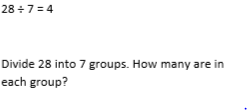 28 ÷ 7 = 4
Divide 28 into 7 groups. How many are in
each group?